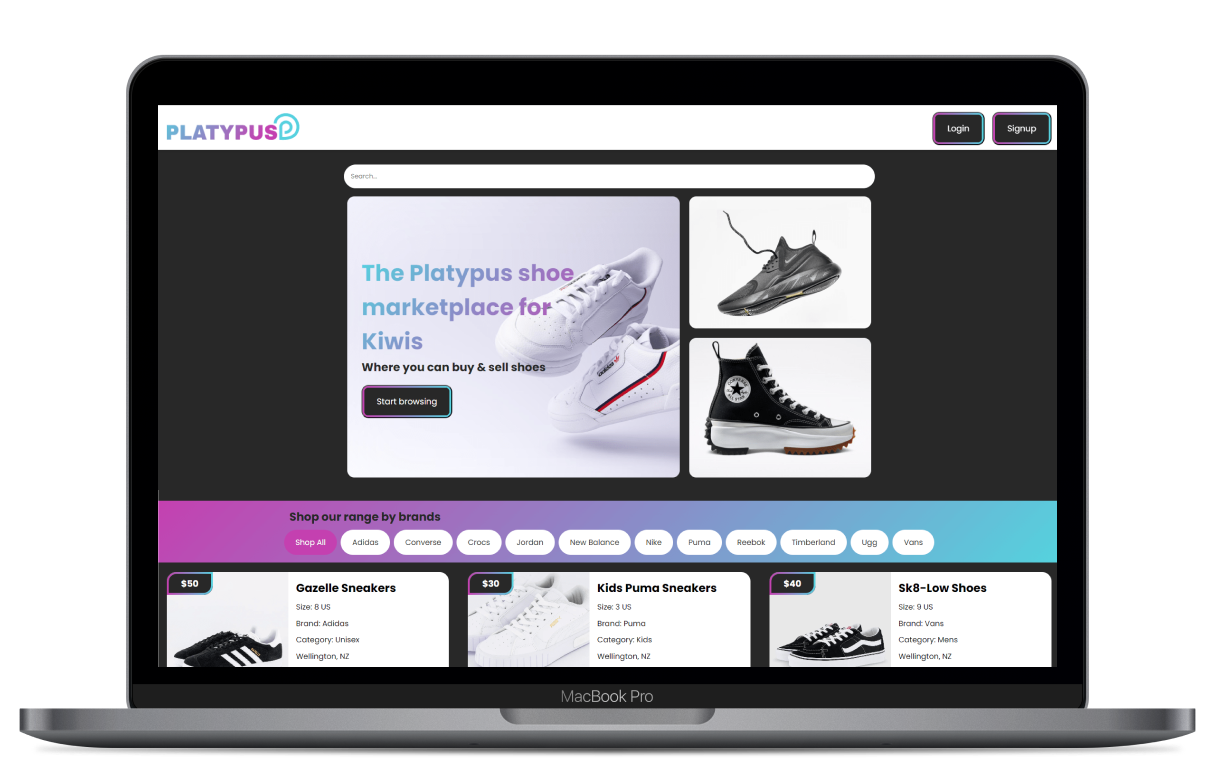 PLATYPUS
Login
Signup
Search...
The Platypus shoe
marketplace for
Kiwis
Where you can buy & sell shoes
Start browsing
adidas
CONVERSE
ALL STAR
Shop our range by brands
Shop All
Adidas
Converse
Crocs
Jordan
New Balance
Nike
Puma
Reebok
Timberland
Ugg
Vans
$50
Gazelle Sneakers
Size: 8 US
Brand: Adidas
Category: Unisex
Wellington, NZ
$30
Kids Puma Sneakers
Size: 3 US
Brand: Puma
Category: Kids
Wellington, NZ
$40
Sk8-Low Shoes
Size: 9 US
Brand: Vans
Category: Mens
Wellington, NZ
MacBook Pro